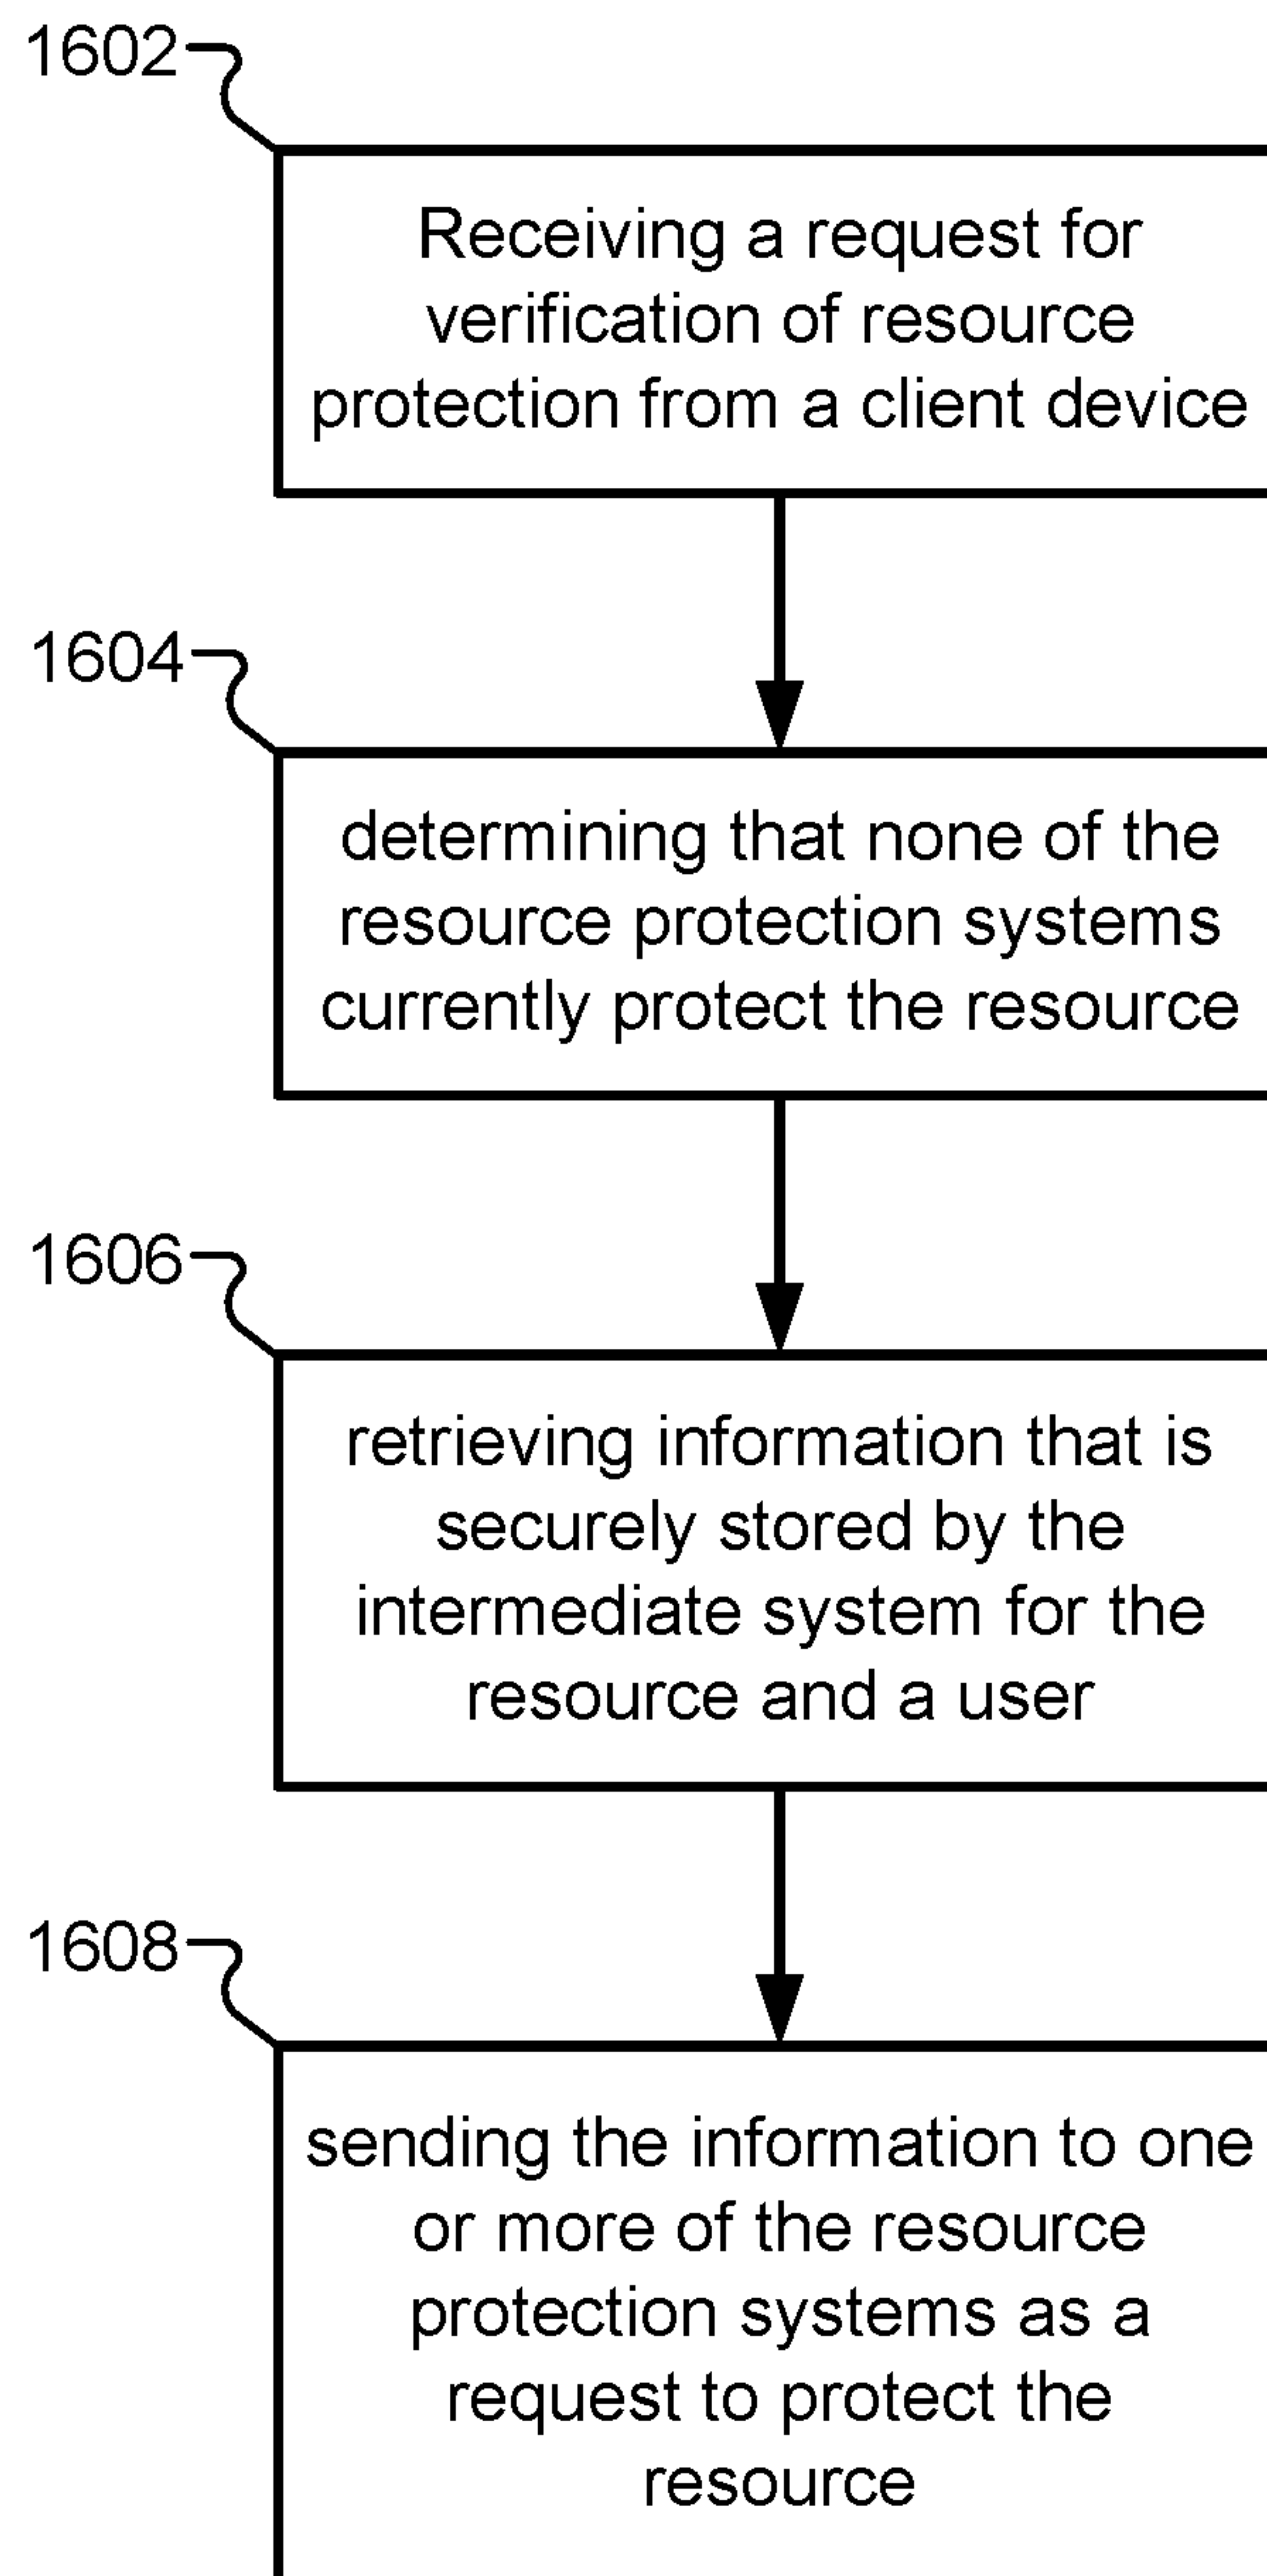 1602
Receiving a request for
verification of resource
protection from a client device
1604
determining that none of the
resource protection systems
currently protect the resource
1606
retrieving information that is
securely stored by the
intermediate system for the
resource and a user
1608
sending the information to one
or more of the resource
protection systems as a
request to protect the
resource